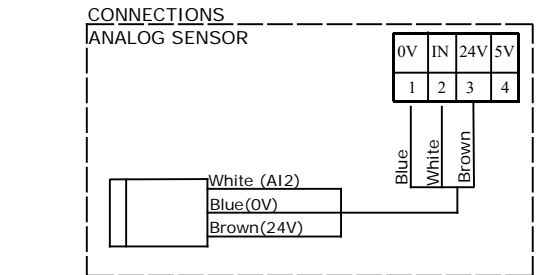 CONNECTIONS
ANALOG SENSOR
0V IN 24V 5V
1 2 3 4
Blue
White
Brown
White (AI2)
Blue(0V)
Brown(24V)